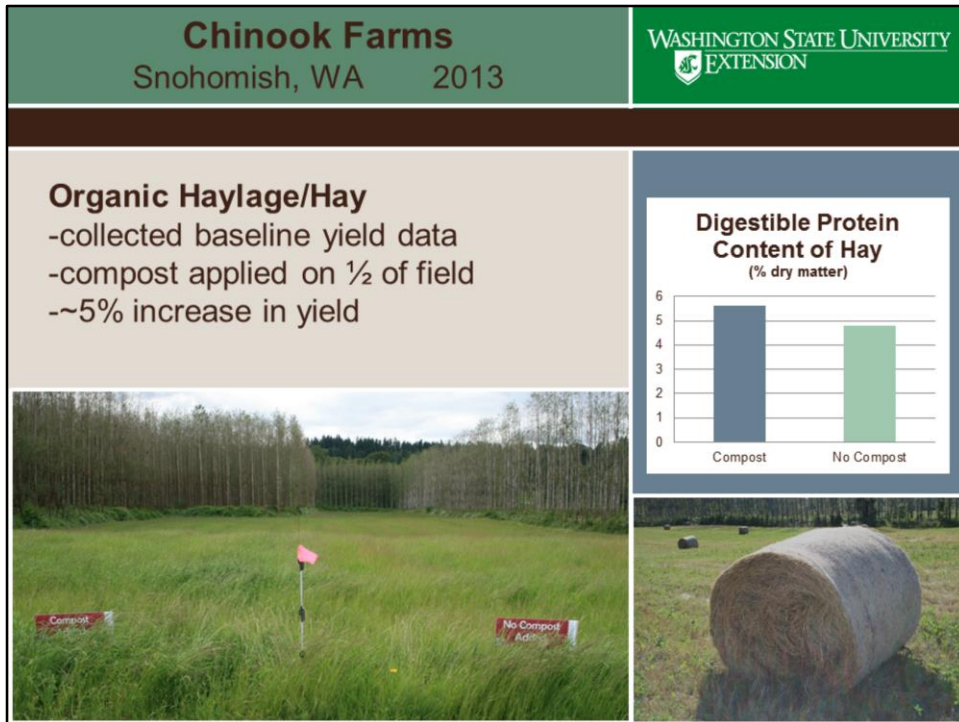 Chinook Farms
Snohomish, WA 2013
WASHINGTON STATE UNIVERSITY
EXTENSION
Organic Haylage/Hay
-collected baseline yield data
-compost applied on ½ of field
-~5% increase in yield
Digestible Protein
Content of Hay
(% dry matter)
6
5
4
3
2
1
0
Compost No Compost
Compost
No Compost